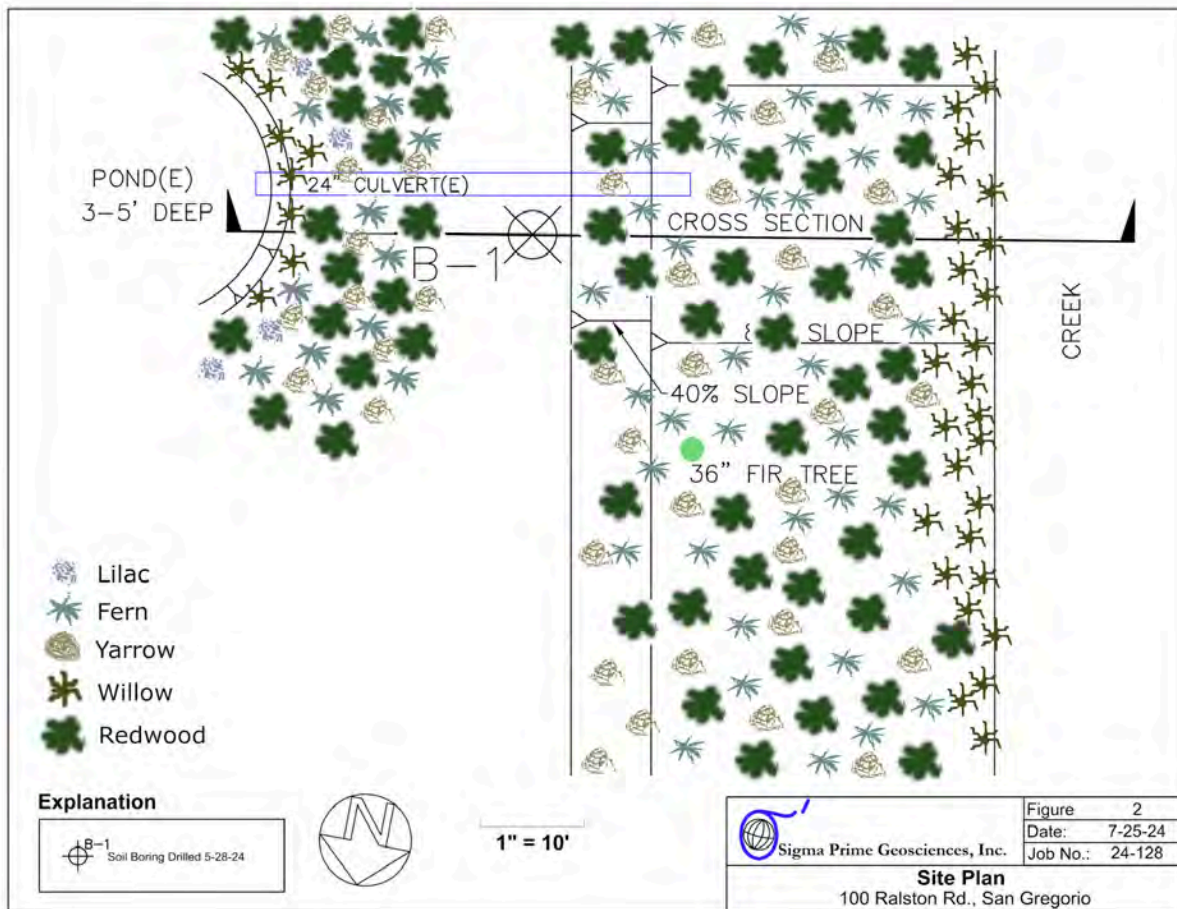 POND(E)
3-5' DEEP
24" CULVERT(E)
CROSS SECTION
B-1
SLOPE
40% SLOPE
36" FIR TREE
CREEK
Lilac
Fern
Yarrow
Willow
Redwood
Explanation
B-1
Soil Boring Drilled 5-28-24
N
1" = 10'
Sigma Prime Geosciences, Inc.
Figure 2
Date: 7-25-24
Job No.: 24-128
Site Plan
100 Ralston Rd., San Gregorio